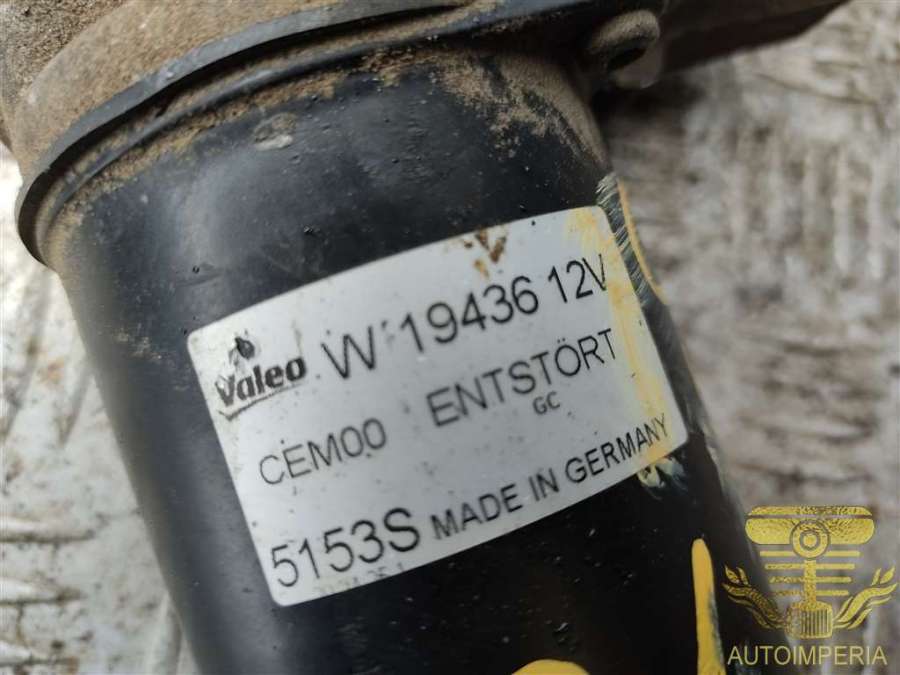 Valeo W 19436 12V
CEM00 ENTSTÖRT
GC
5153S MADE IN GERMANY
AUTOIMPERIA